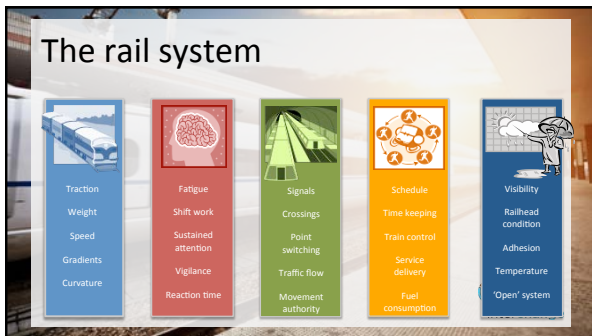 The rail system
Traction
Weight
Speed
Gradients
Curvature
Fatigue
Shift work
Sustained
attention
Vigilance
Reaction time
Signals
Crossings
Point
switching
Traffic flow
Movement
authority
Schedule
Time keeping
Train control
Service
delivery
Fuel
consumption
Visibility
Railhead
condition
Adhesion
Temperature
‘Open’ system